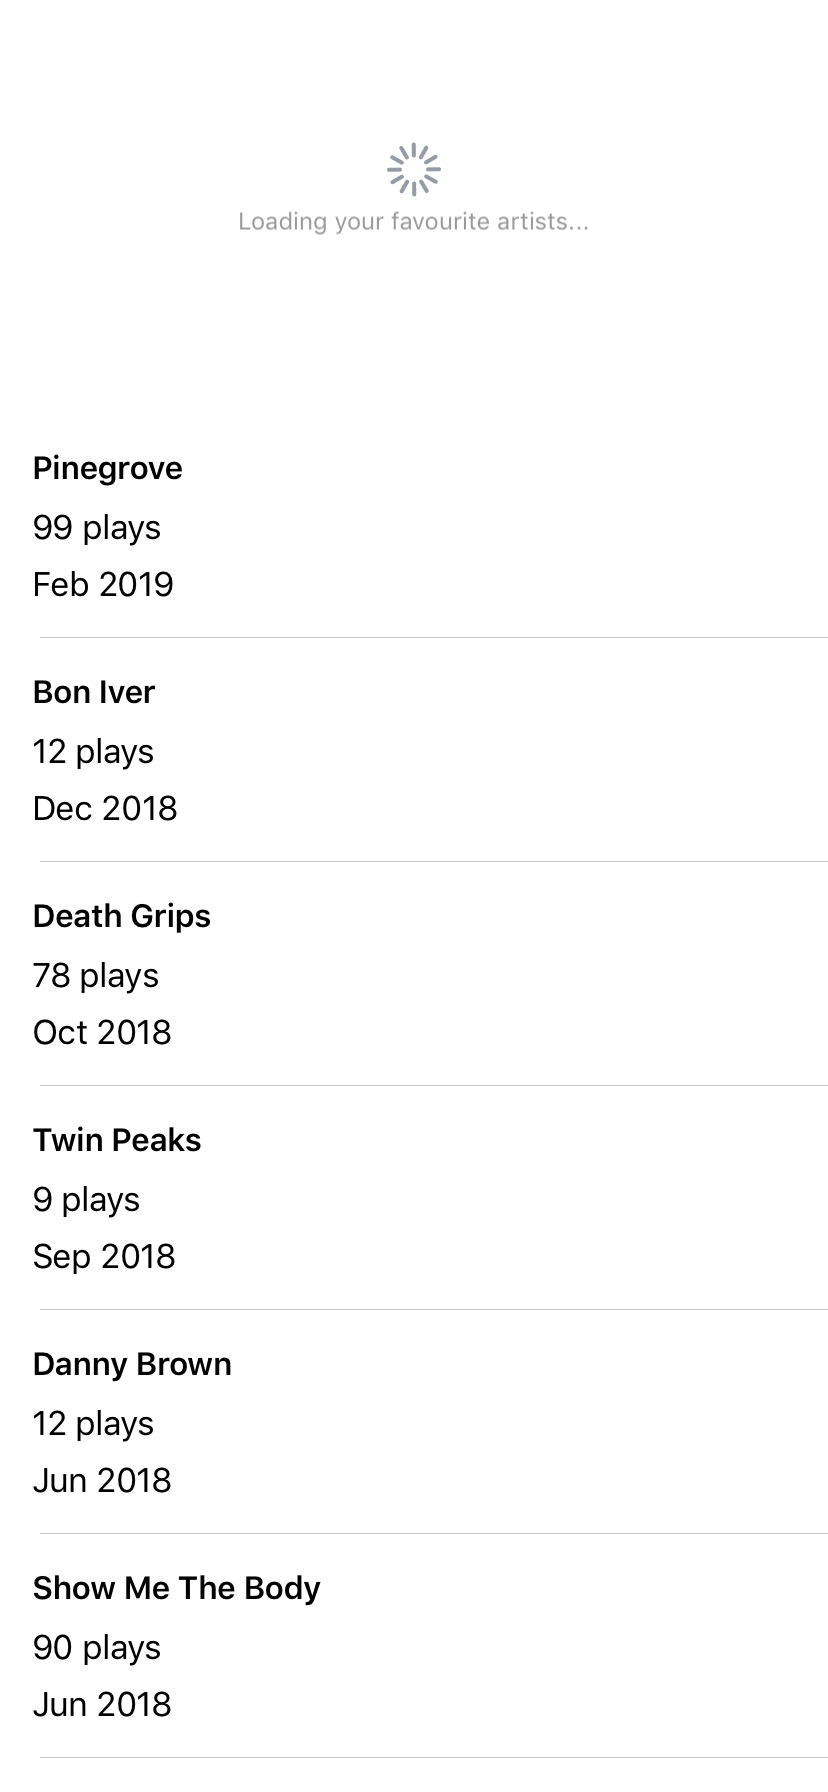 Loading your favourite artists...
Pinegrove
99 plays
Feb 2019
Bon Iver
12 plays
Dec 2018
Death Grips
78 plays
Oct 2018
Twin Peaks
9 plays
Sep 2018
Danny Brown
12 plays
Jun 2018
Show Me The Body
90 plays
Jun 2018